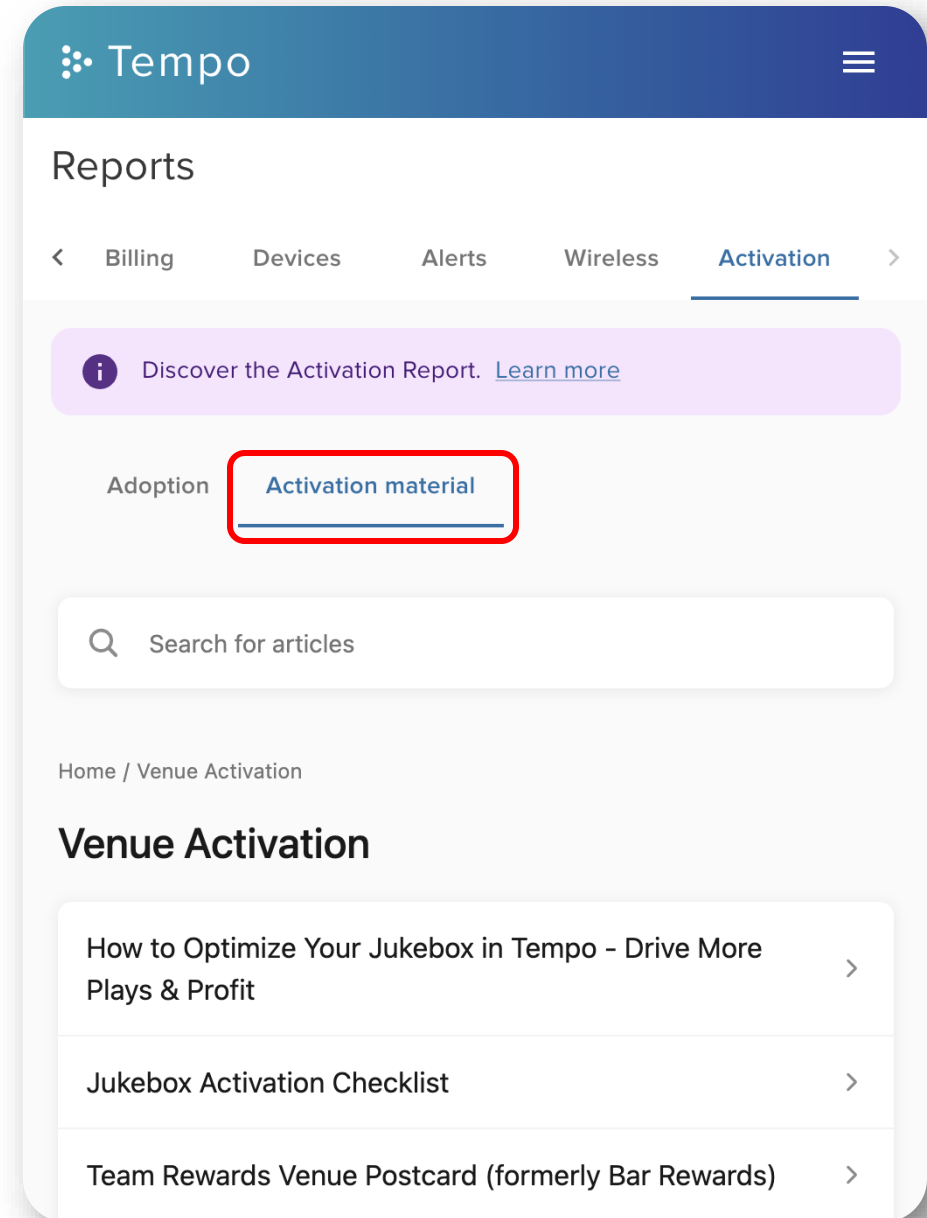 Tempo
Reports
Billing Devices Alerts Wireless Activation
Discover the Activation Report. Learn more
Adoption Activation material
Search for articles
Home / Venue Activation
Venue Activation
How to Optimize Your Jukebox in Tempo - Drive More
Plays & Profit
Jukebox Activation Checklist
Team Rewards Venue Postcard (formerly Bar Rewards)